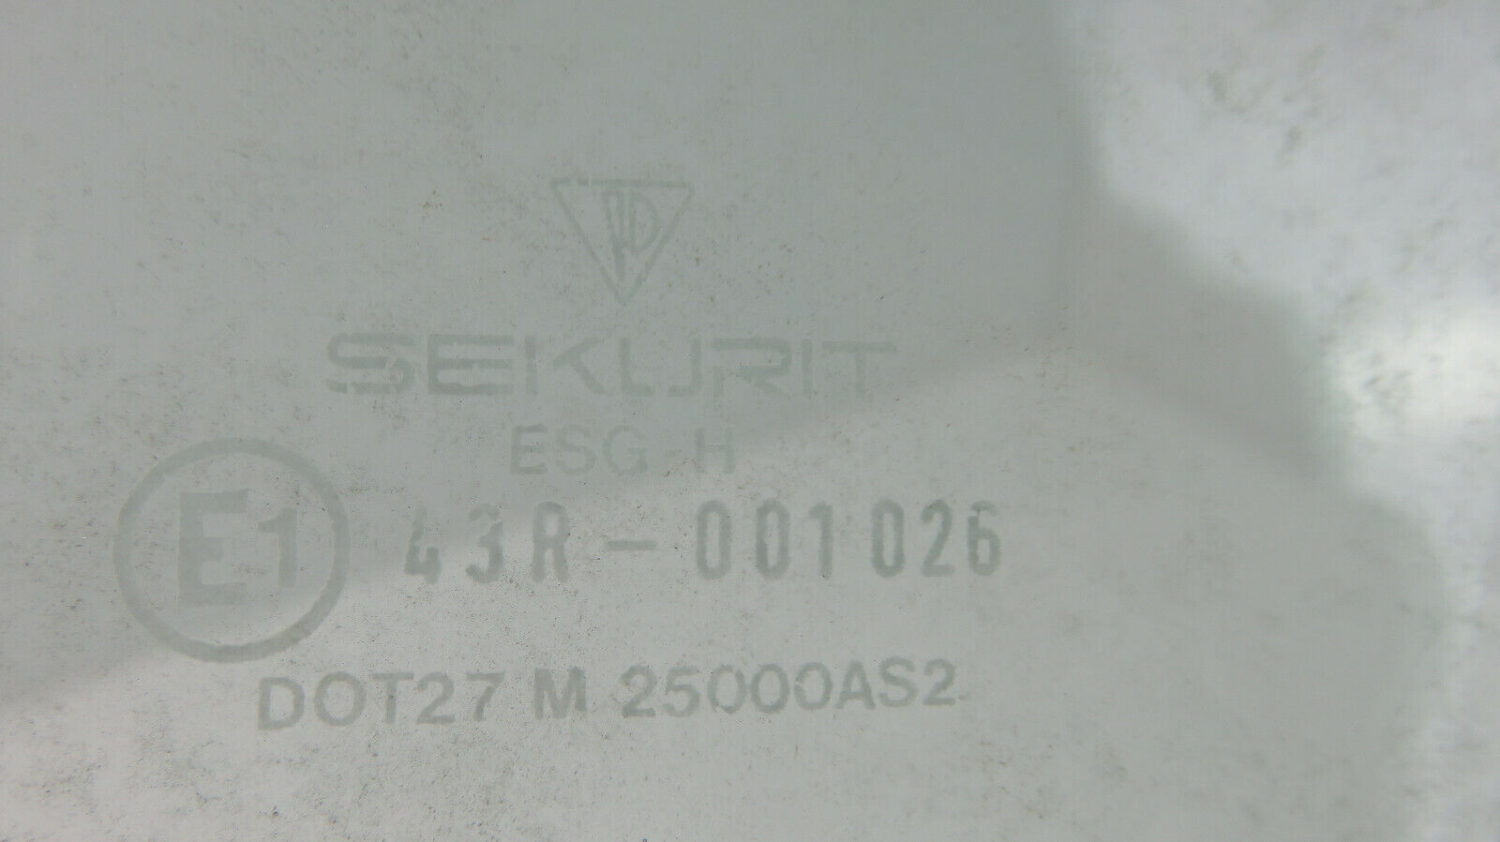 SEKURIT
ESG-H
E1 43R-001026
DOT27 M 25000AS2